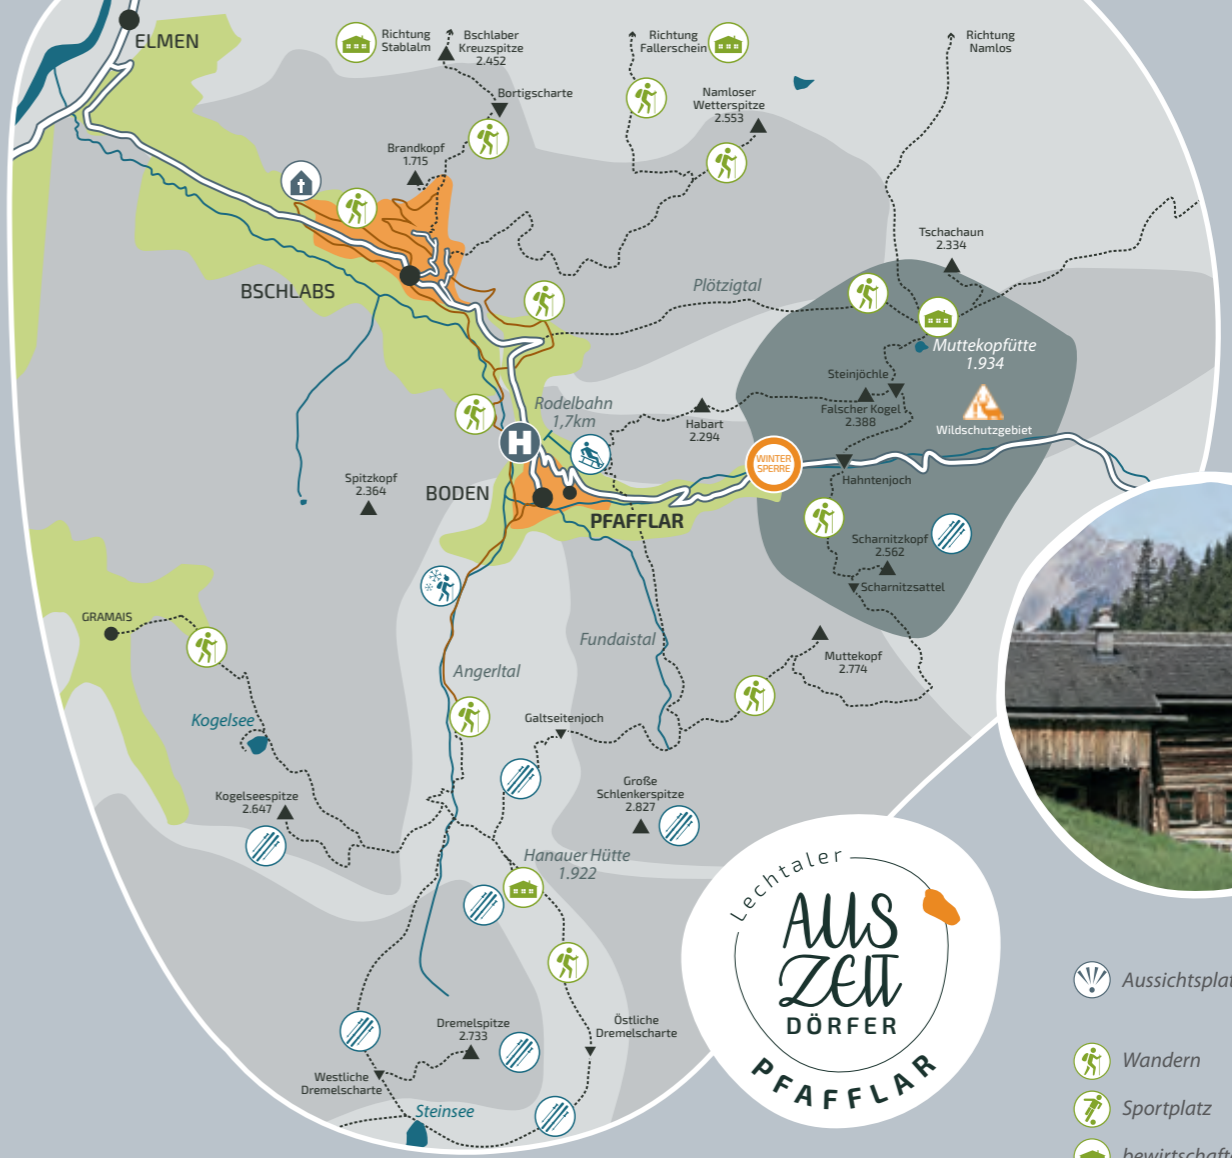 ELMEN
Richtung
Stablalm
Bschlaber
Kreuzspitze
2.452
Richtung
Fallerschein
Richtung
Namlos
Bortigscharte
Namloser
Wetterspitze
2.553
Brandkopf
1.715
Tschachaun
2.334
BSCHLABS
Plötzigtal
Muttekopfütte
1.934
Steinjöchle
Falscher Kogel
2.388
Wildschutzgebiet
Rodelbahn
1,7km
Habart
2.294
H
WINTER
SPERRE
Hahntenjoch
Spitzkopf
2.364
BODEN
PFAFFLAR
Scharnitzkopf
2.562
Scharnitzsattel
GRAMAIS
Fundaistal
Muttekopf
2.774
Angerltal
Kogelsee
Galtseitenjoch
Kogelseespitze
2.647
Große
Schlenkerspitze
2.827
Hanauer Hütte
1.922
Dremelspitze
2.733
Östliche
Dremelscharte
Westliche
Dremelscharte
Steinsee
Lechtaler
AUS
ZEIT
DÖRFER
PFAFFLAR
Aussichtsplat
Wandern
Sportplatz
bewirtschaft